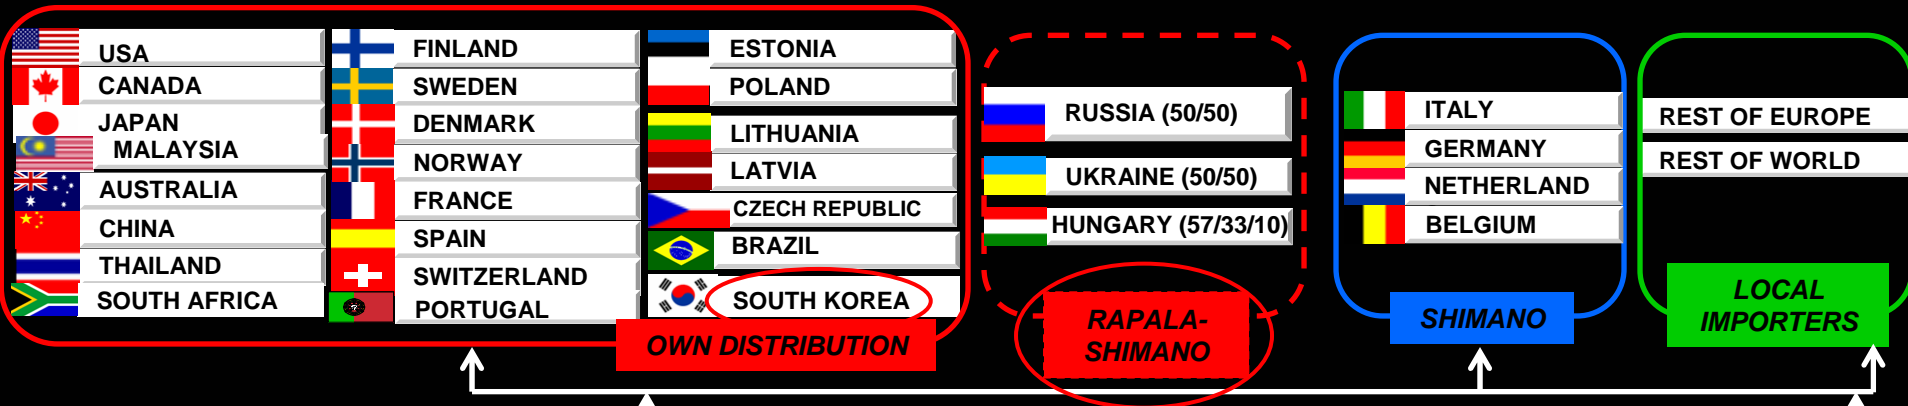 USA
CANADA
JAPAN
MALAYSIA
AUSTRALIA
CHINA
THAILAND
SOUTH AFRICA
FINLAND
SWEDEN
DENMARK
NORWAY
FRANCE
SPAIN
SWITZERLAND
PORTUGAL
ESTONIA
POLAND
LITHUANIA
LATVIA
CZECH REPUBLIC
BRAZIL
SOUTH KOREA
OWN DISTRIBUTION
RUSSIA (50/50)
UKRAINE (50/50)
HUNGARY (57/33/10)
RAPALA-
SHIMANO
ITALY
GERMANY
NETHERLAND
BELGIUM
SHIMANO
REST OF EUROPE
REST OF WORLD
LOCAL
IMPORTERS